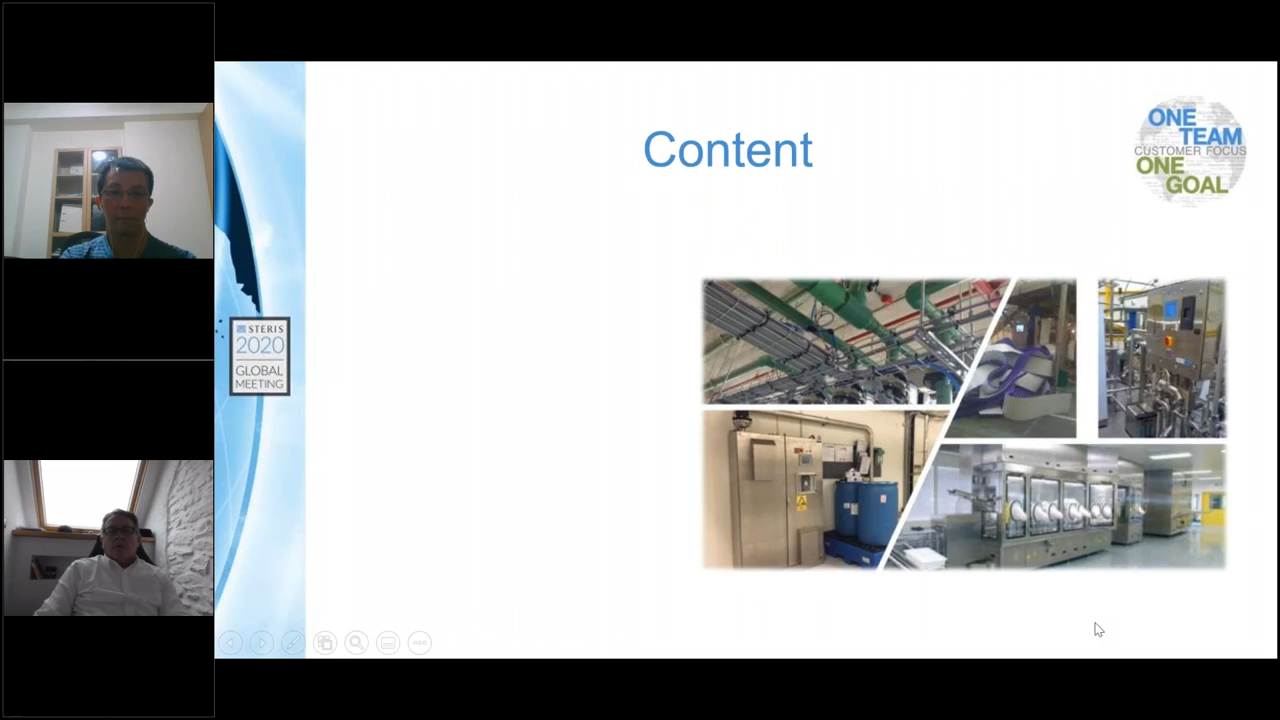 Content
ONE
TEAM
CUSTOMER FOCUS
ONE
GOAL
STERIS
2020
GLOBAL
MEETING